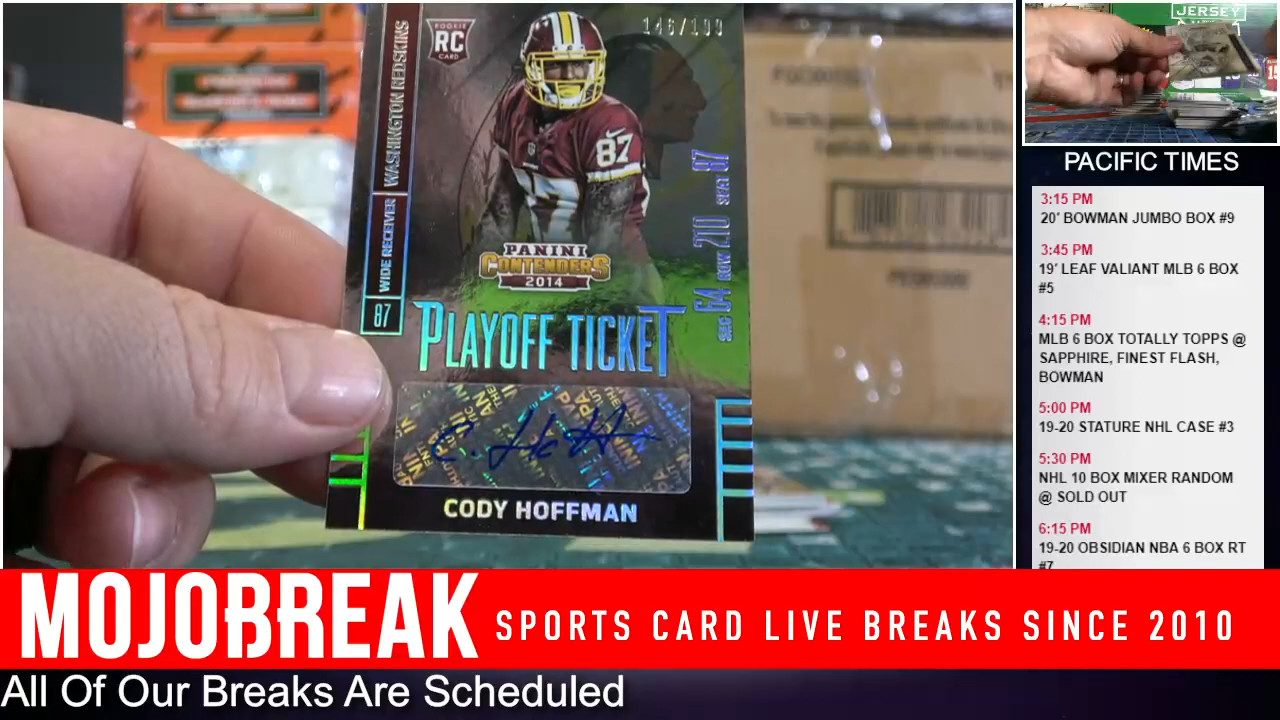 RC
ROOKIE
CARD
146/199
WASHINGTON REDSKINS
WIDE RECEIVER
87
87
SEC 64 ROW 210 SEAT 87
PANINI
CONTENDERS
2014
PLAYOFF TICKET
CODY HOFFMAN
JERSEY
PACIFIC TIMES
3:15 PM
20' BOWMAN JUMBO BOX #9
3:45 PM
19' LEAF VALIANT MLB 6 BOX
#5
4:15 PM
MLB 6 BOX TOTALLY TOPPS @
SAPPHIRE, FINEST FLASH,
BOWMAN
5:00 PM
19-20 STATURE NHL CASE #3
5:30 PM
NHL 10 BOX MIXER RANDOM
@ SOLD OUT
6:15 PM
19-20 OBSIDIAN NBA 6 BOX RT
#7
MOJOBREAK SPORTS CARD LIVE BREAKS SINCE 2010
All Of Our Breaks Are Scheduled